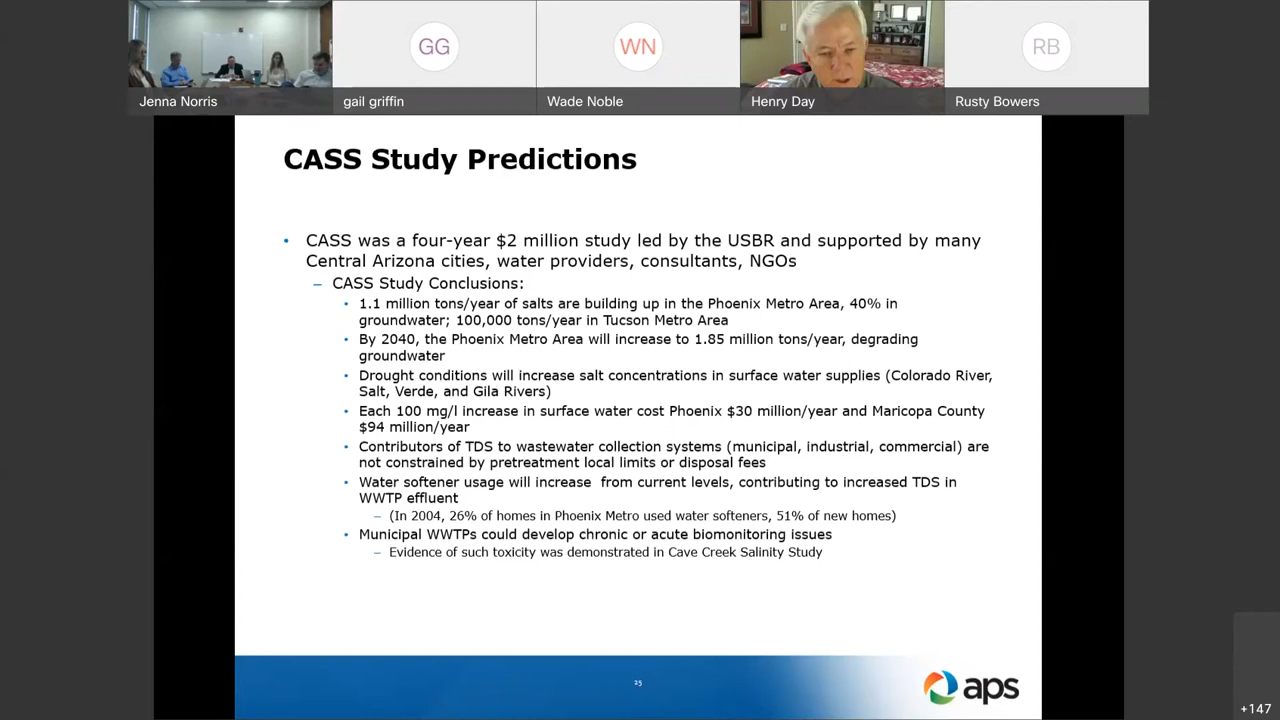 GG
WN
RB
Jenna Norris
gail griffin
Wade Noble
Henry Day
Rusty Bowers
CASS Study Predictions
• CASS was a four-year $2 million study led by the USBR and supported by many
Central Arizona cities, water providers, consultants, NGOs
– CASS Study Conclusions:
• 1.1 million tons/year of salts are building up in the Phoenix Metro Area, 40% in
groundwater; 100,000 tons/year in Tucson Metro Area
• By 2040, the Phoenix Metro Area will increase to 1.85 million tons/year, degrading
groundwater
• Drought conditions will increase salt concentrations in surface water supplies (Colorado River,
Salt, Verde, and Gila Rivers)
• Each 100 mg/l increase in surface water cost Phoenix $30 million/year and Maricopa County
$94 million/year
• Contributors of TDS to wastewater collection systems (municipal, industrial, commercial) are
not constrained by pretreatment local limits or disposal fees
• Water softener usage will increase from current levels, contributing to increased TDS in
WWTP effluent
– (In 2004, 26% of homes in Phoenix Metro used water softeners, 51% of new homes)
• Municipal WWTPs could develop chronic or acute biomonitoring issues
– Evidence of such toxicity was demonstrated in Cave Creek Salinity Study
25
aps
+147